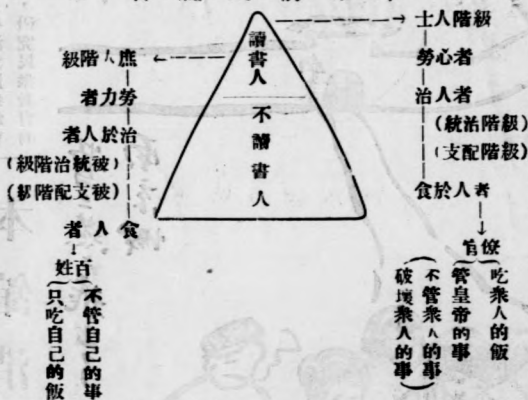 讀書人
不讀書人
士人階級
勞心者
治人者
(統治階級)
(支配階級)
食於人者
官僚
吃衆人的飯
管皇帝的事
(不管衆人的事)
(破壞衆人的事)
庶人階級
勞力者
治於人者
(被統治階級)
(被支配階級)
食人者
百姓
不管自己的事
只吃自己的飯